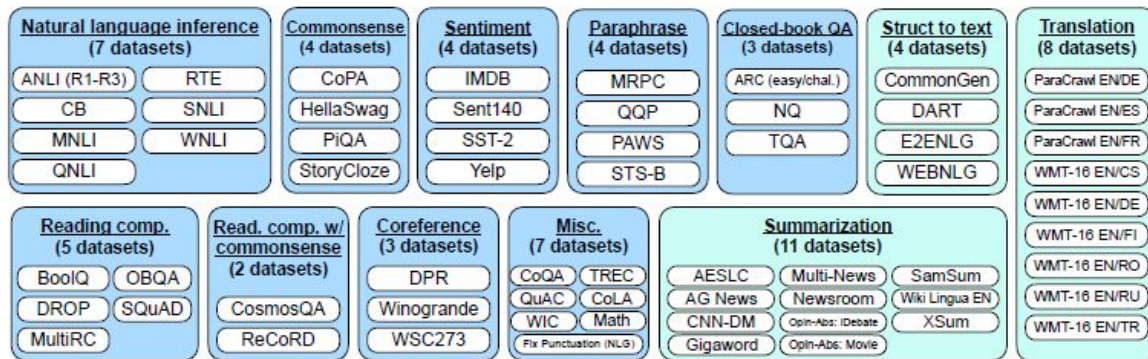 Natural language inference
(7 datasets)
ANLI (R1-R3)
RTE
CB
SNLI
MNLI
WNLI
QNLI
Commonsense
(4 datasets)
CoPA
HellaSwag
PiQA
StoryCloze
Sentiment
(4 datasets)
IMDB
Sent140
SST-2
Yelp
Paraphrase
(4 datasets)
MRPC
QQP
PAWS
STS-B
Closed-book QA
(3 datasets)
ARC (easy/chal.)
NQ
TQA
Struct to text
(4 datasets)
CommonGen
DART
E2ENLG
WEBNLG
Translation
(8 datasets)
ParaCrawl EN/DE
ParaCrawl EN/ES
ParaCrawl EN/FR
WMT-16 EN/CS
WMT-16 EN/DE
WMT-16 EN/FI
WMT-16 EN/RO
WMT-16 EN/RU
WMT-16 EN/TR
Reading comp.
(5 datasets)
BoolQ
OBQA
DROP
SQuAD
MultiRC
Read. comp. w/
commonsense
(2 datasets)
CosmosQA
ReCoRD
Coreference
(3 datasets)
DPR
Winogrande
WSC273
Misc.
(7 datasets)
CoQA
TREC
QuAC
CoLA
WIC
Math
Fix Punctuation (NLG)
Summarization
(11 datasets)
AESLC
Multi-News
SamSum
AG News
Newsroom
Wiki Lingua EN
CNN-DM
Opin-Abs: iDebate
XSum
Gigaword
Opin-Abs: Movie